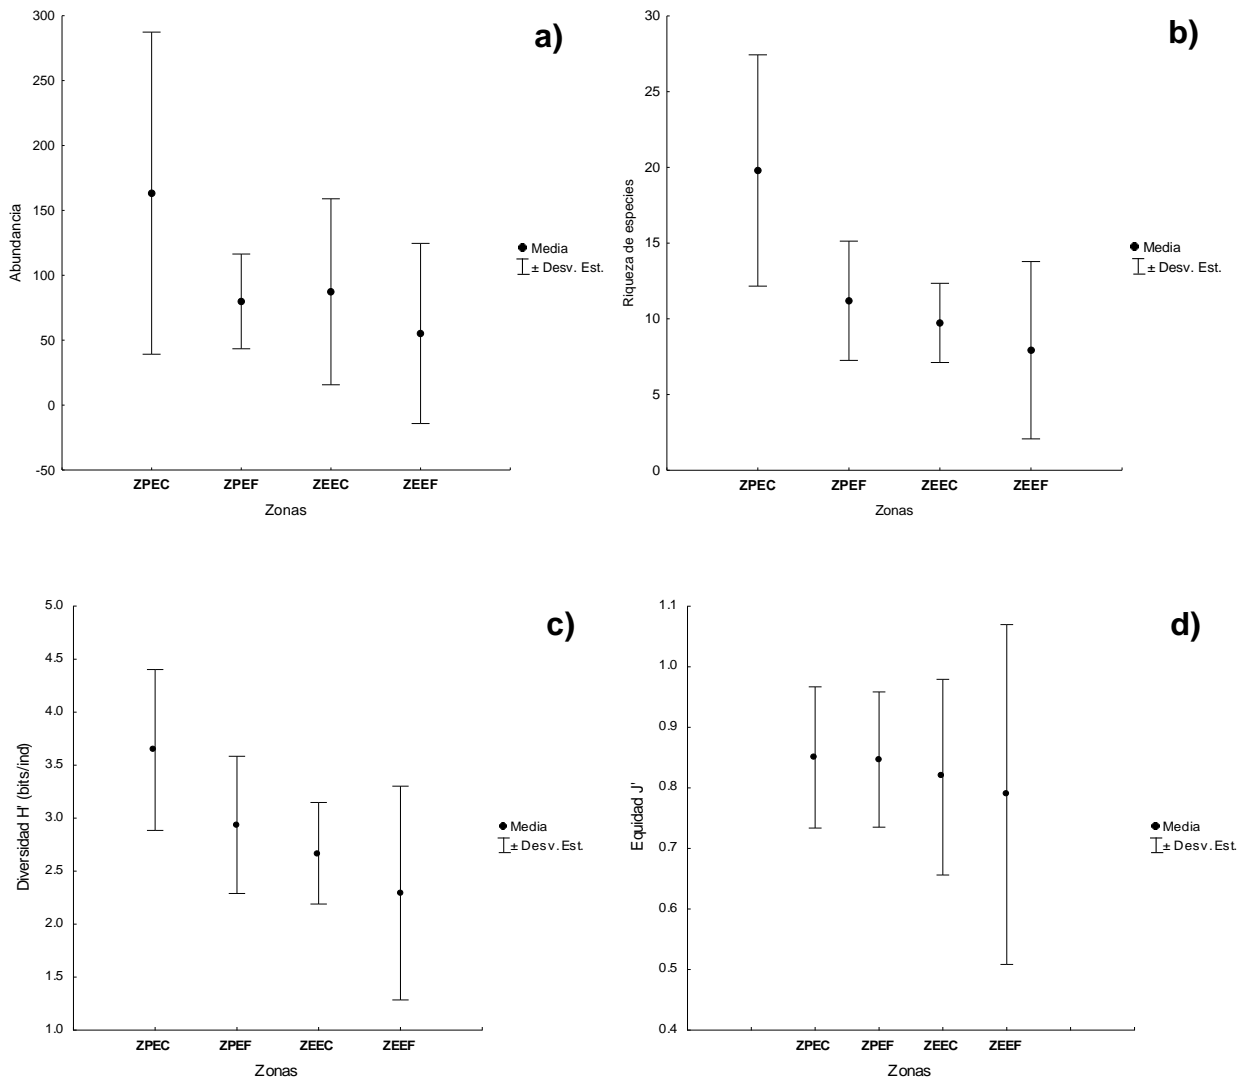 a)
300
250
200
150
100
50
0
-50
Abundancia
ZPEC ZPEF ZEEC ZEEF
Zonas
Media
± Desv. Est.
b)
30
25
20
15
10
5
0
Riqueza de especies
ZPEC ZPEF ZEEC ZEEF
Zonas
Media
± Desv. Est.
c)
5.0
4.5
4.0
3.5
3.0
2.5
2.0
1.5
1.0
Diversidad H' (bits/ind)
ZPEC ZPEF ZEEC ZEEF
Zonas
Media
± Desv. Est.
d)
1.1
1.0
0.9
0.8
0.7
0.6
0.5
0.4
Equidad J'
ZPEC ZPEF ZEEC ZEEF
Zonas
Media
± Desv. Est.